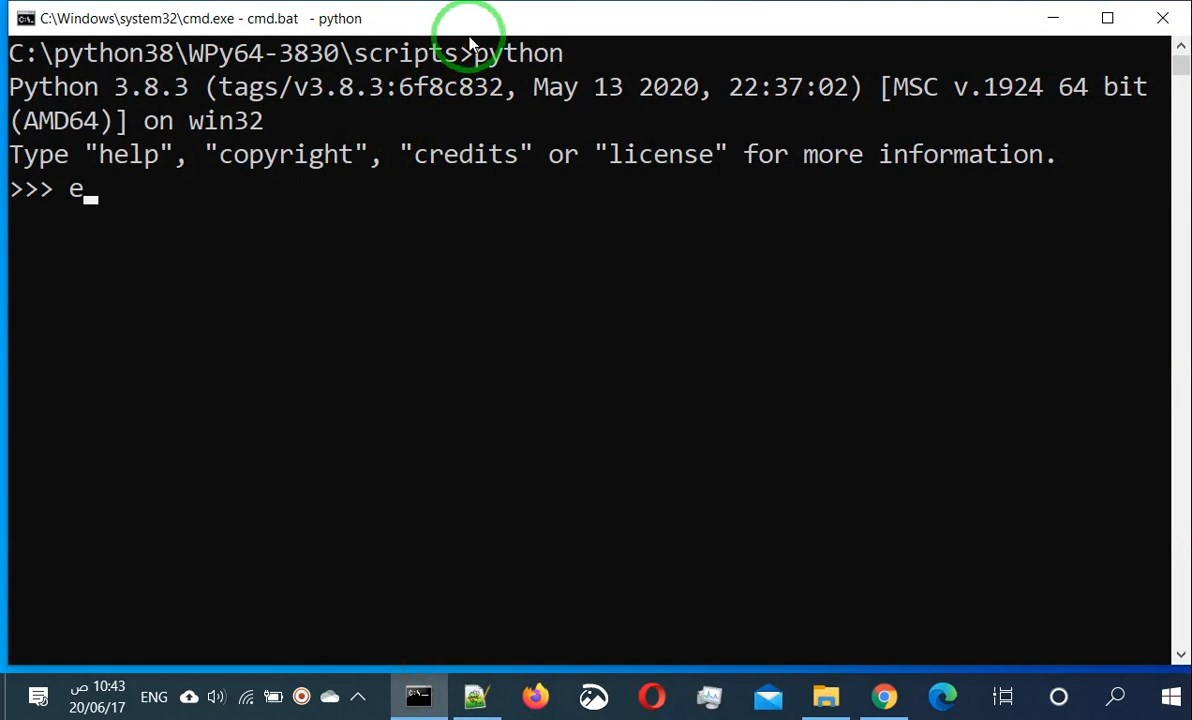 C:\Windows\system32\cmd.exe - cmd.bat - python
C:\python38\WPy64-3830\scripts>python
Python 3.8.3 (tags/v3.8.3:6f8c832, May 13 2020, 22:37:02) [MSC v.1924 64 bit
(AMD64)] on win32
Type "help", "copyright", "credits" or "license" for more information.
>>> e
10:43 ص
20/06/17
ENG